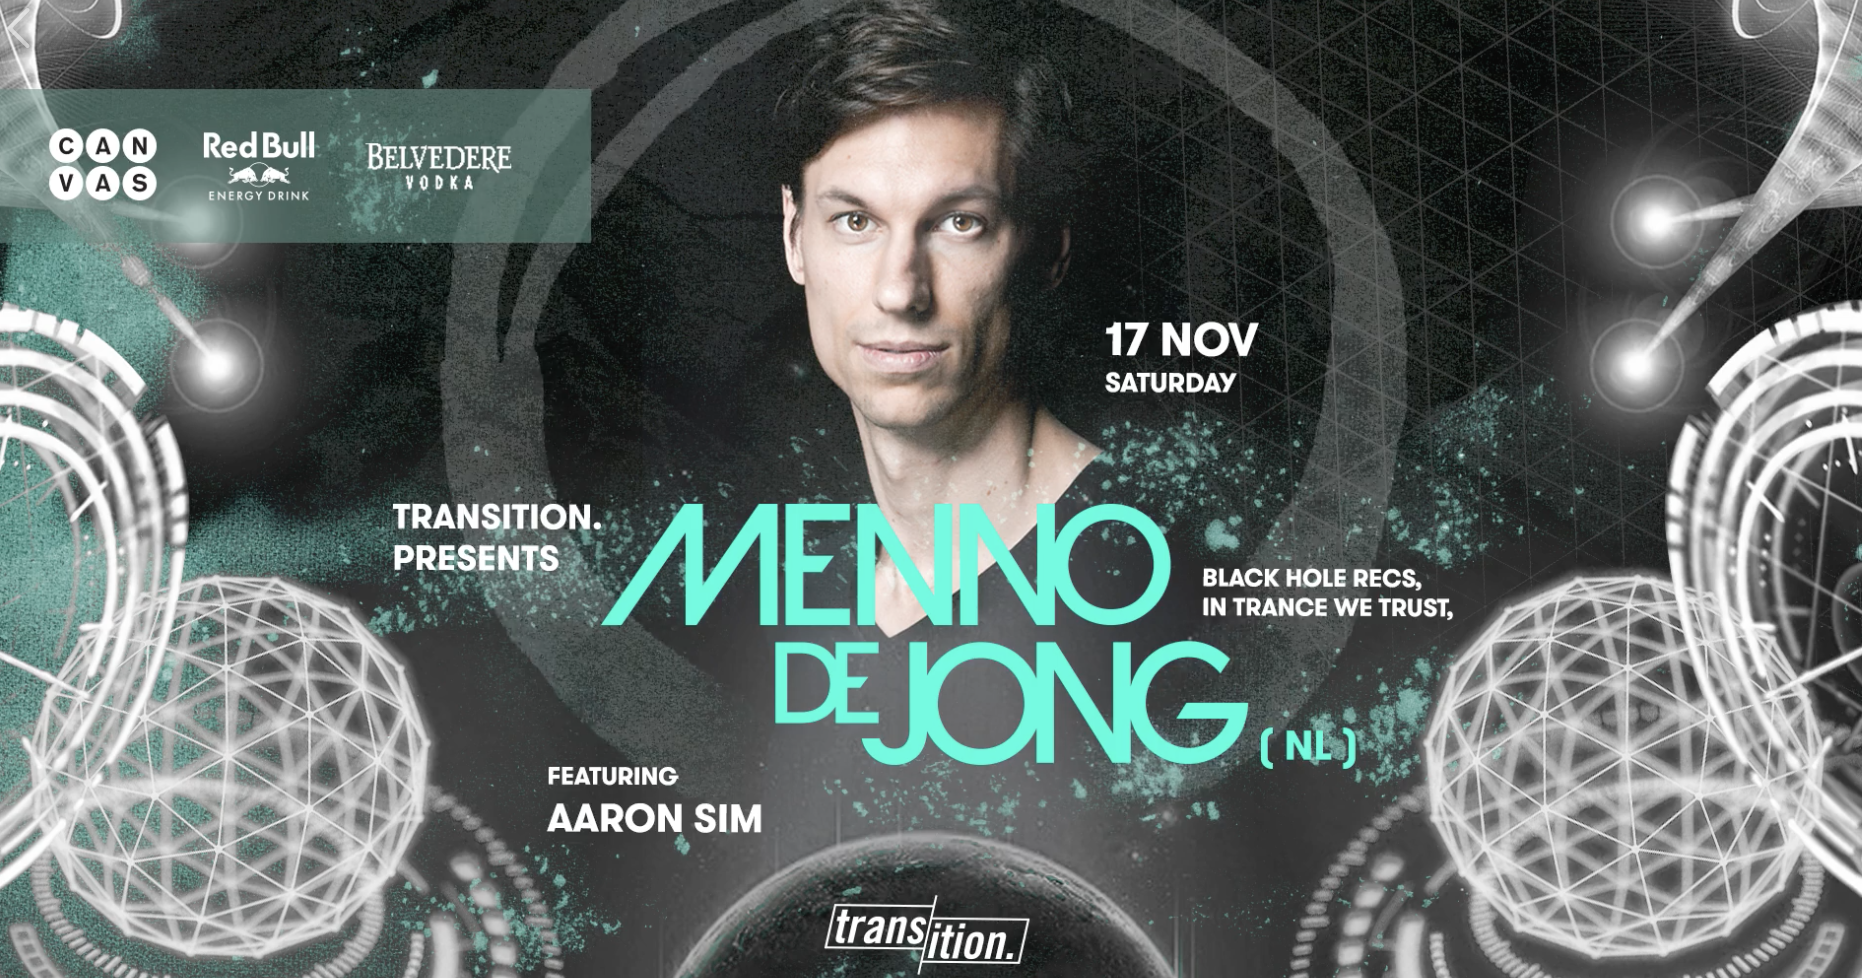 CAN
VAS
Red Bull
ENERGY DRINK
BELVEDERE
VODKA
17 NOV
SATURDAY
TRANSITION.
PRESENTS
MENNO
DE JONG
( NL )
BLACK HOLE RECS,
IN TRANCE WE TRUST,
FEATURING
AARON SIM
transition.